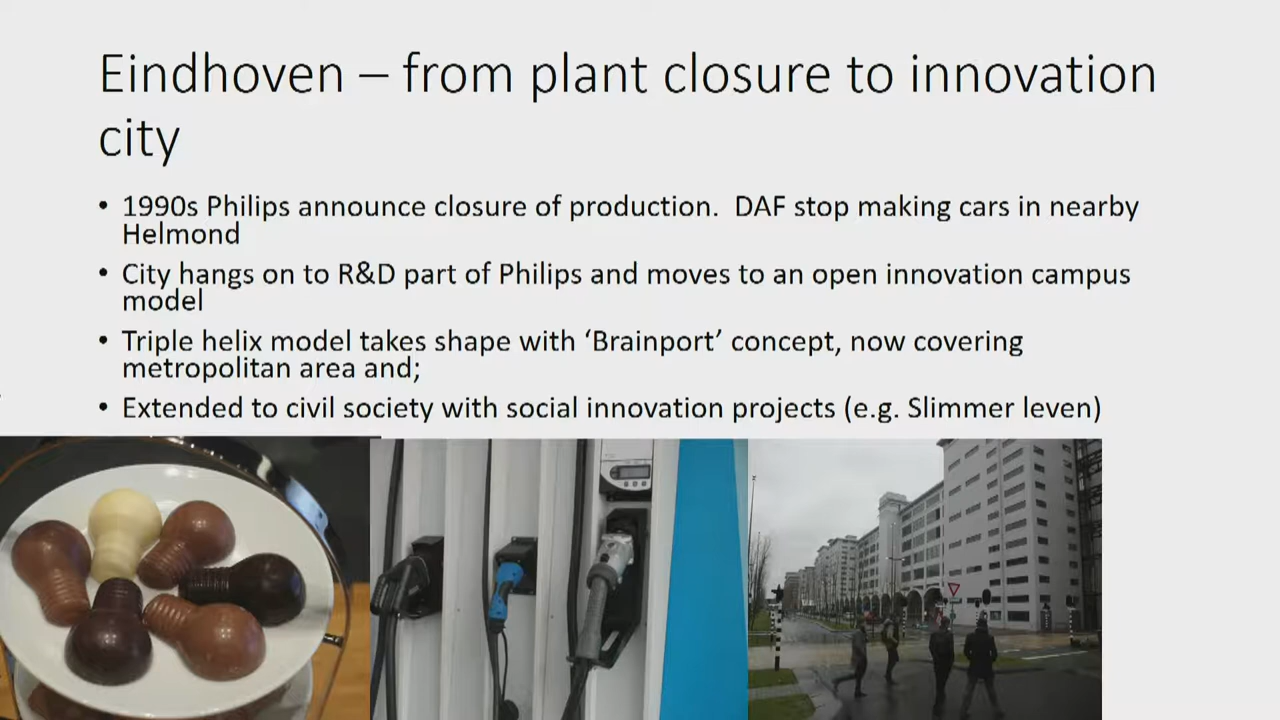 Eindhoven – from plant closure to innovation
city
• 1990s Philips announce closure of production.  DAF stop making cars in nearby
Helmond
• City hangs on to R&D part of Philips and moves to an open innovation campus
model
• Triple helix model takes shape with ‘Brainport’ concept, now covering
metropolitan area and;
• Extended to civil society with social innovation projects (e.g. Slimmer leven)